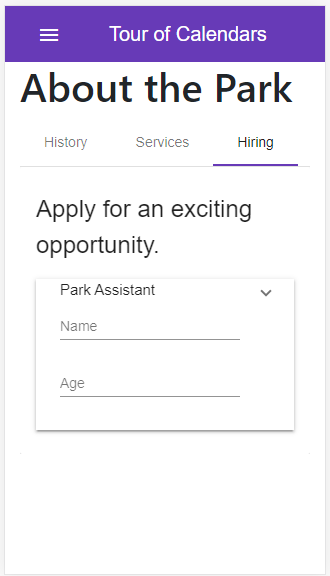 Tour of Calendars
About the Park
History Services Hiring
Apply for an exciting
opportunity.
Park Assistant
Name
Age